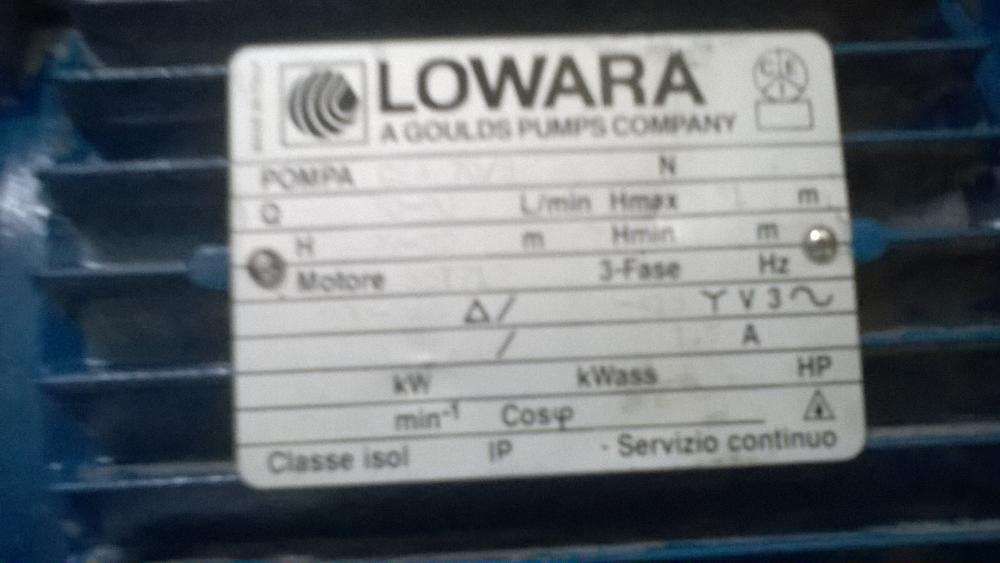 LOWARA
A GOULDS PUMPS COMPANY
POMPA N
Q L/min Hmax m
H m Hmin m
Motore 3-Fase Hz
Δ/ Y V 3~
/ A
kW kWass HP
min⁻¹ Cosφ
Classe isol IP - Servizio continuo